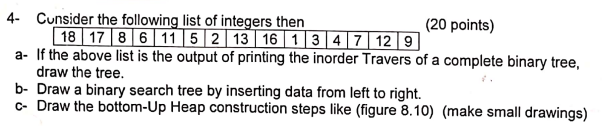 4- Consider the following list of integers then (20 points)
18 17 8 6 11 5 2 13 16 1 3 4 7 12 9
a- If the above list is the output of printing the inorder Travers of a complete binary tree,
draw the tree.
b- Draw a binary search tree by inserting data from left to right.
c- Draw the bottom-Up Heap construction steps like (figure 8.10) (make small drawings)